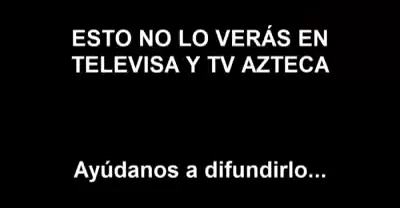 ESTO NO LO VERÁS EN
TELEVISA Y TV AZTECA
Ayúdanos a difundirlo...